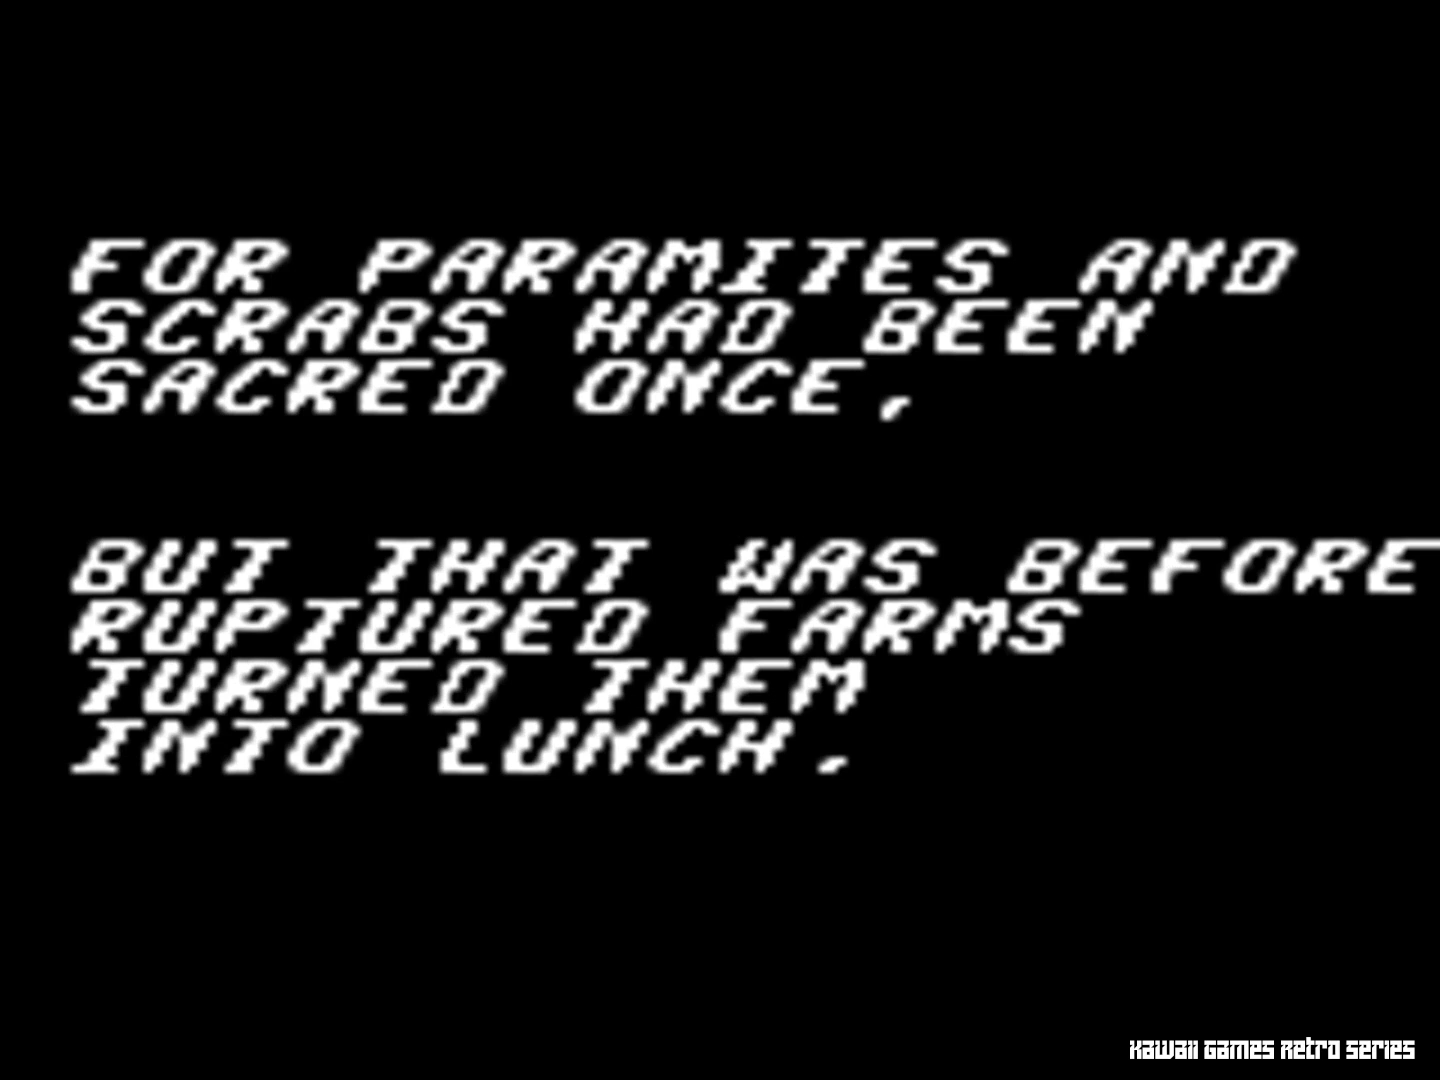 FOR PARAMITES AND
SCRABS HAD BEEN
SACRED ONCE,
BUT THAT WAS BEFORE
RUPTURED FARMS
TURNED THEM
INTO LUNCH.
Kawaii Games Retro Series